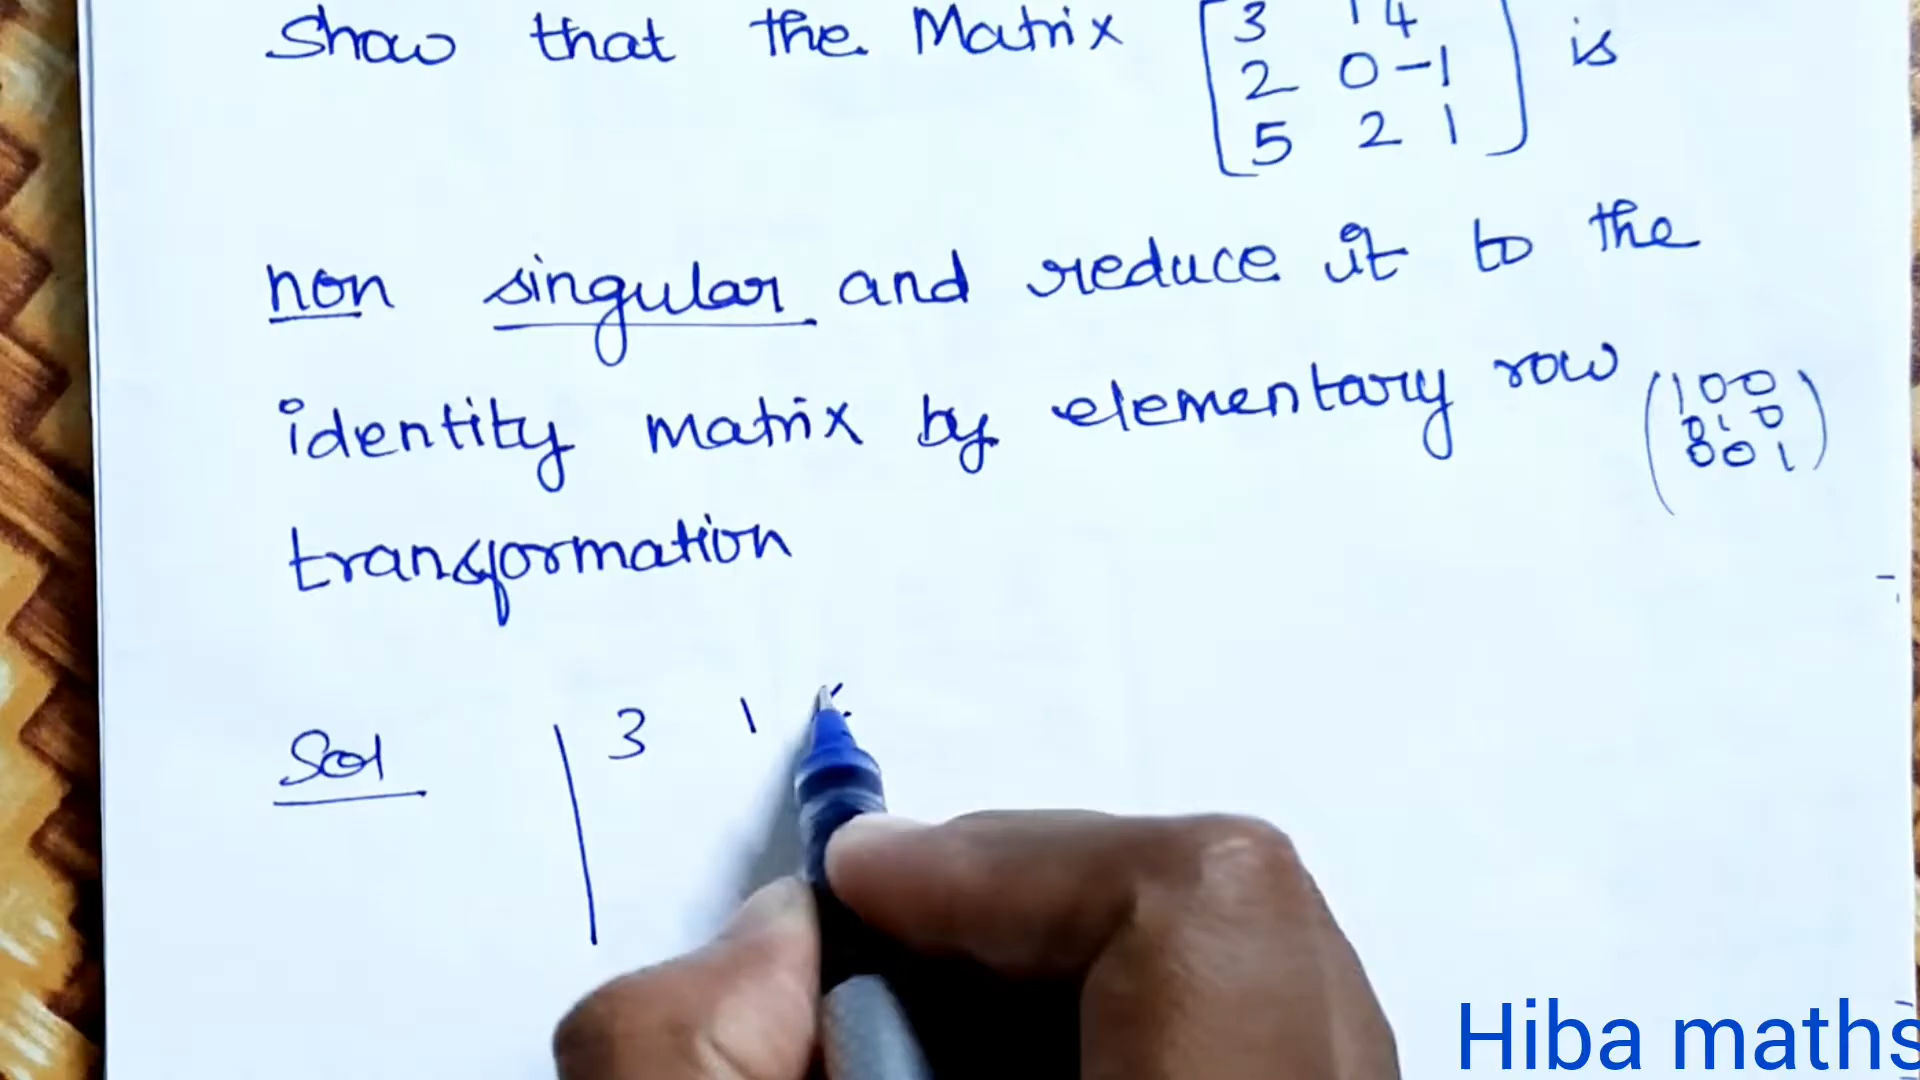 Show that the Matrix [3 1 4 is
2 0 -1
5 2 1]
non singular and reduce it to the
identity matrix by elementary row (1 0 0
0 1 0
0 0 1)
transformation
Sol | 3 1
Hiba maths